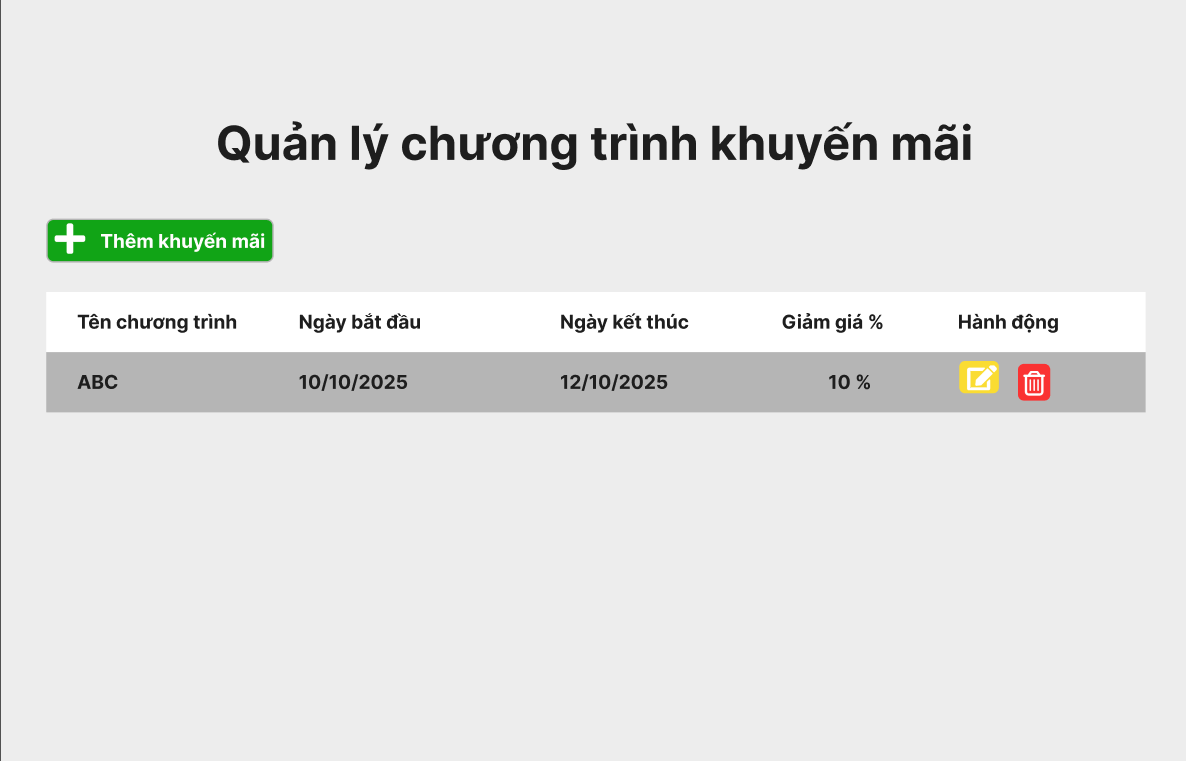 Quản lý chương trình khuyến mãi
Thêm khuyến mãi
Tên chương trình Ngày bắt đầu Ngày kết thúc Giảm giá % Hành động
ABC 10/10/2025 12/10/2025 10 %